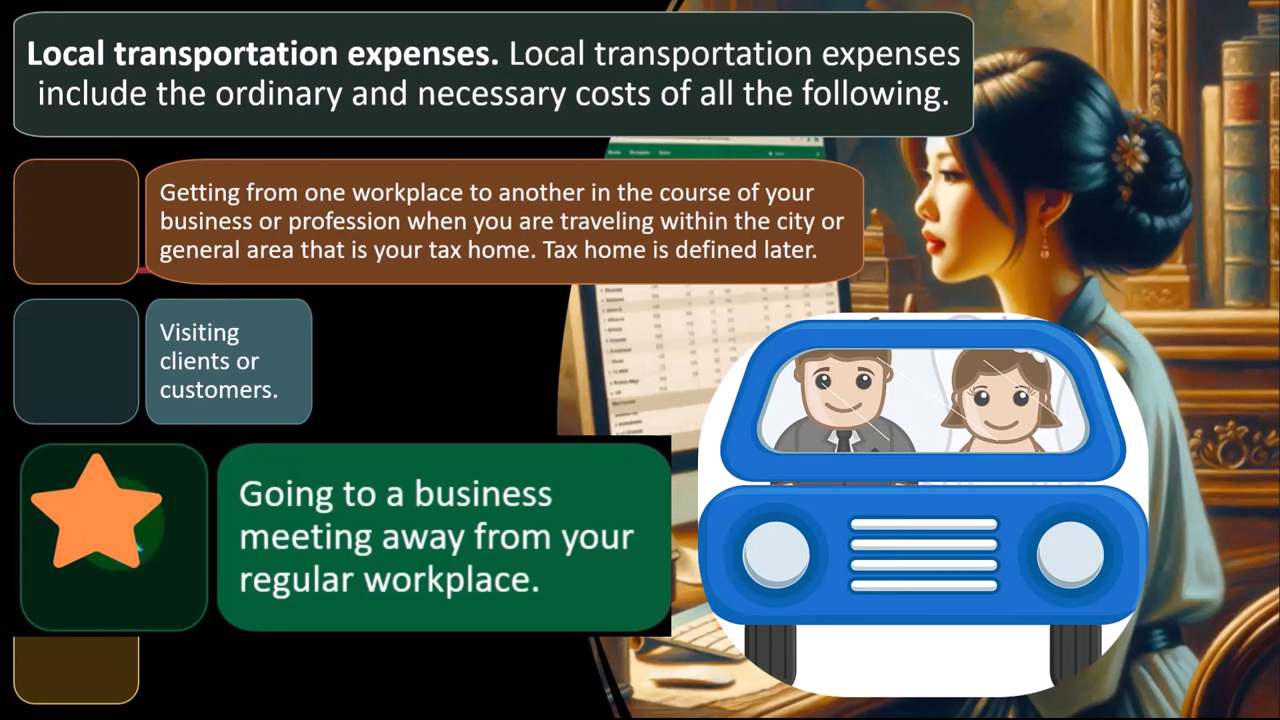 Local transportation expenses. Local transportation expenses
include the ordinary and necessary costs of all the following.
Getting from one workplace to another in the course of your
business or profession when you are traveling within the city or
general area that is your tax home. Tax home is defined later.
Visiting
clients or
customers.
Going to a business
meeting away from your
regular workplace.